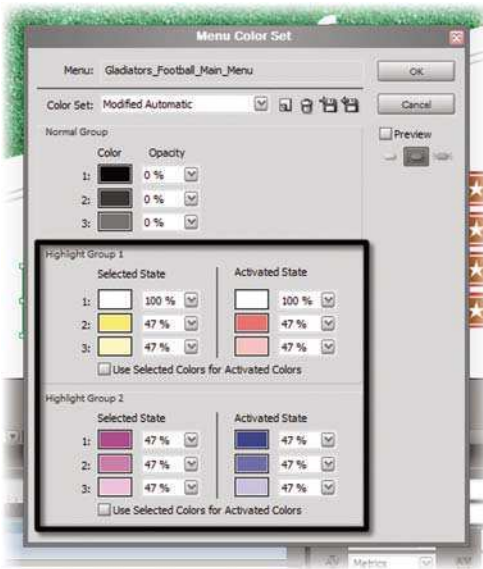 Menu Color Set
Menu: Gladiators_Football_Main_Menu
OK
Color Set: Modified Automatic
Cancel
Normal Group
Preview
Color Opacity
1: 0 %
2: 0 %
3: 0 %
Highlight Group 1
Selected State Activated State
1: 100 % 100 %
2: 47 % 47 %
3: 47 % 47 %
Use Selected Colors for Activated Colors
Highlight Group 2
Selected State Activated State
1: 47 % 47 %
2: 47 % 47 %
3: 47 % 47 %
Use Selected Colors for Activated Colors
AV Metrics